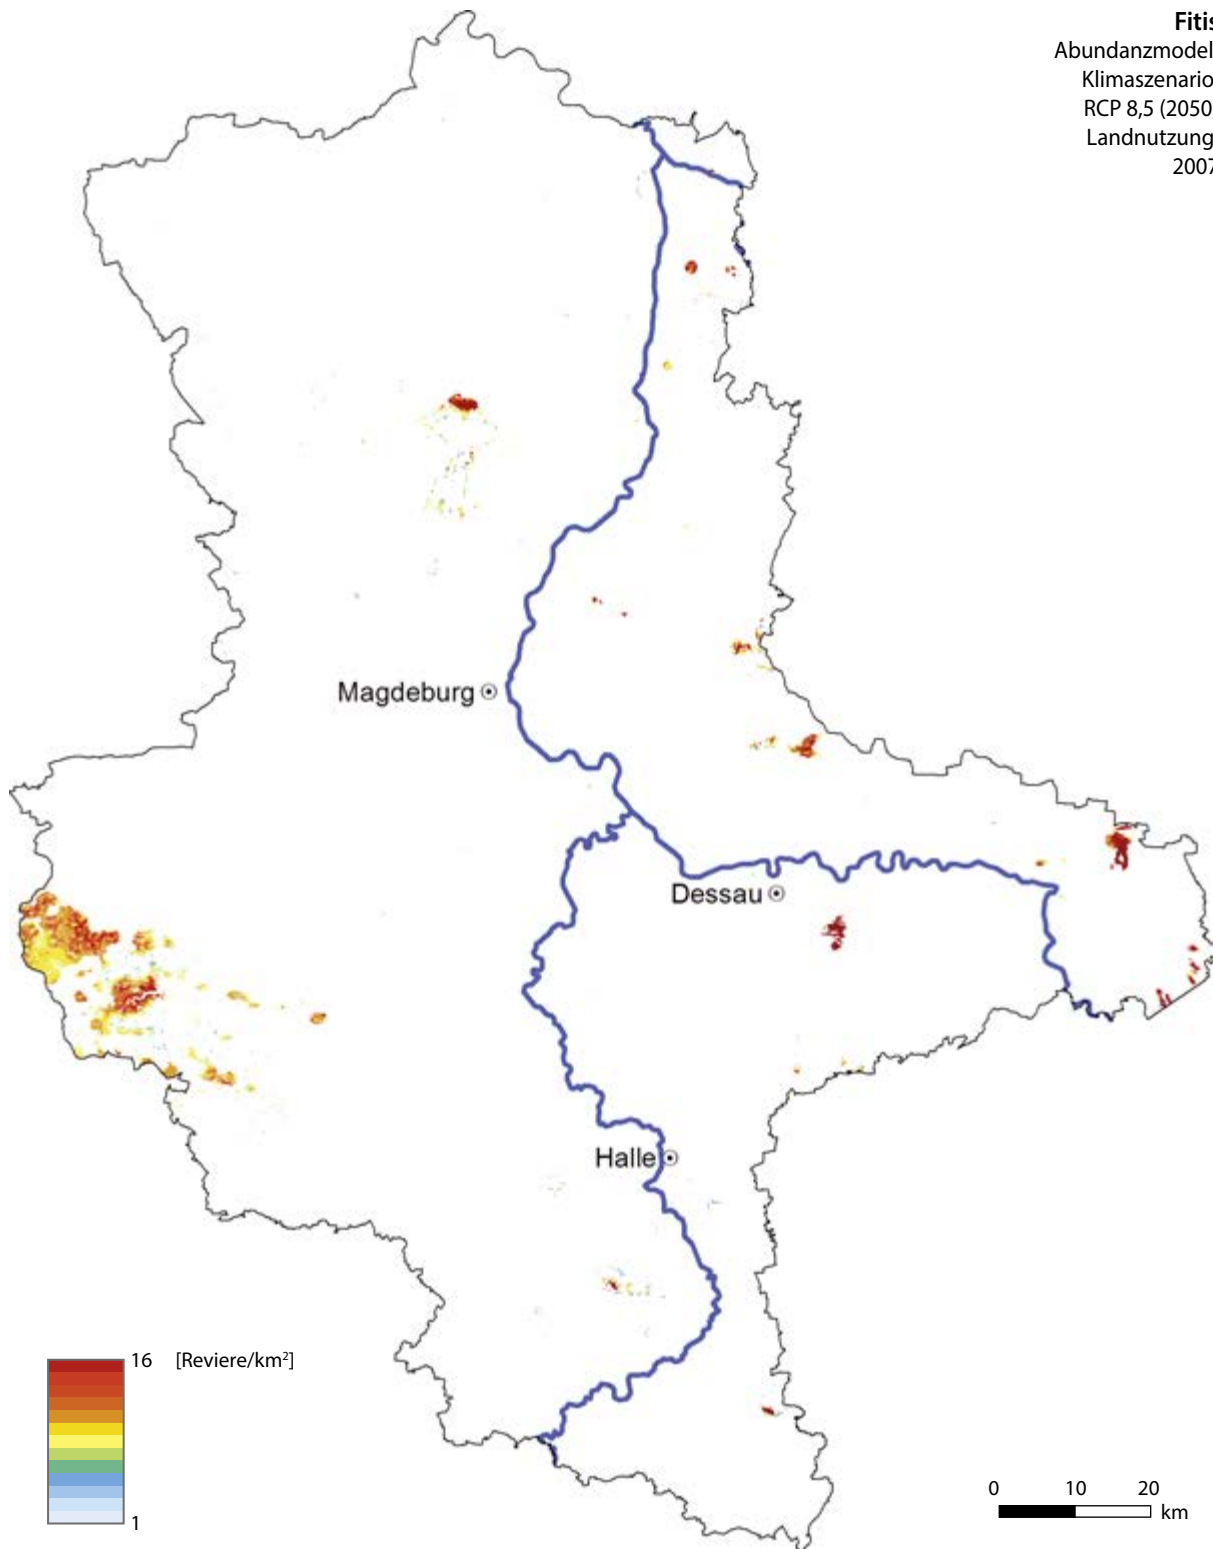 Fitis
Abundanzmodel
Klimaszenario
RCP 8,5 (2050
Landnutzung
2007
Magdeburg
Dessau
Halle
16 [Reviere/km²]
1
0 10 20
km